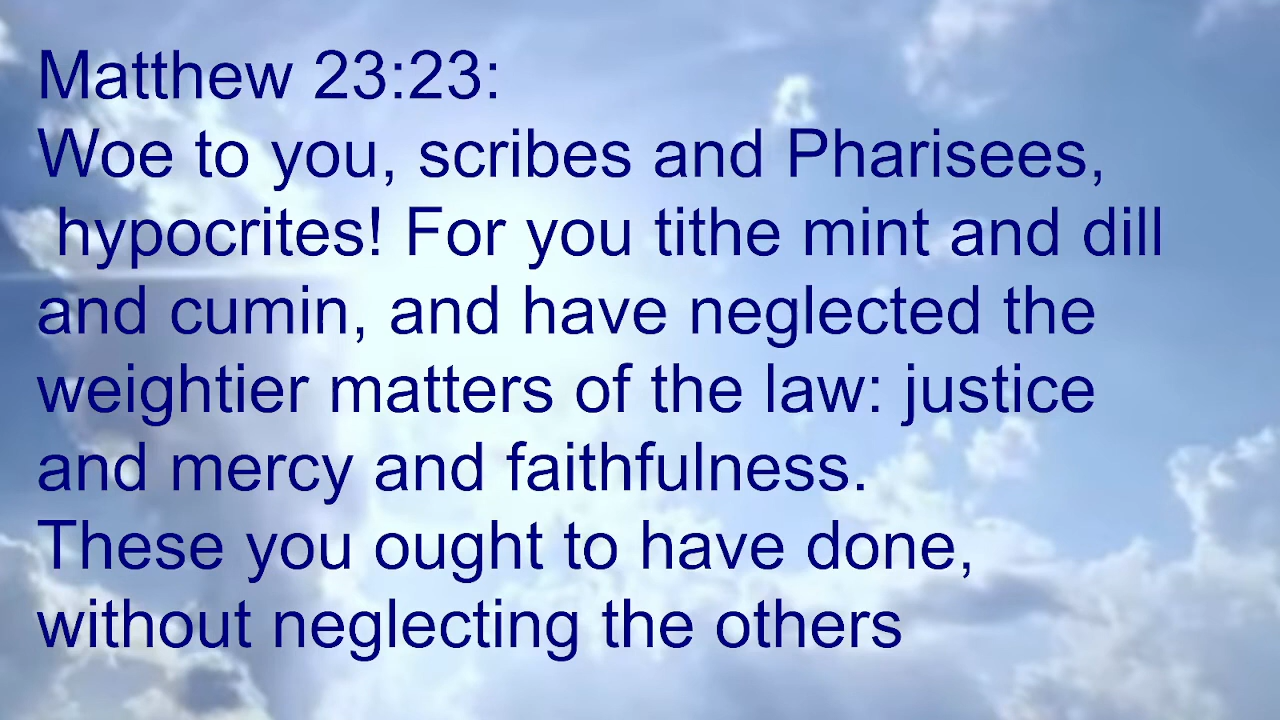 Matthew 23:23:
Woe to you, scribes and Pharisees,
hypocrites! For you tithe mint and dill
and cumin, and have neglected the
weightier matters of the law: justice
and mercy and faithfulness.
These you ought to have done,
without neglecting the others